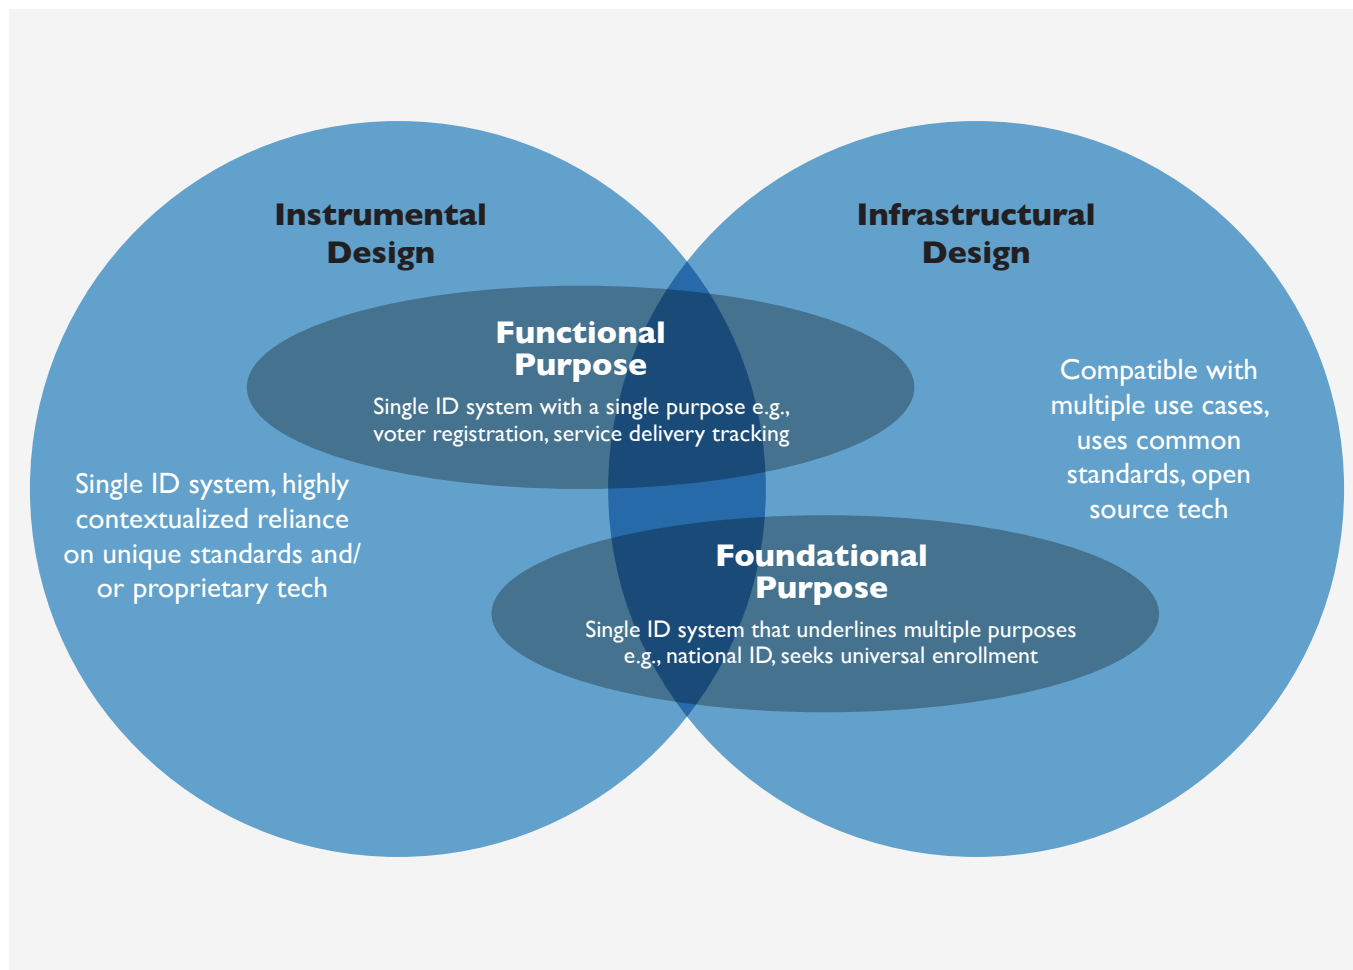 Instrumental
Design
Infrastructural
Design
Functional
Purpose
Single ID system with a single purpose e.g.,
voter registration, service delivery tracking
Compatible with
multiple use cases,
uses common
standards, open
source tech
Single ID system, highly
contextualized reliance
on unique standards and/
or proprietary tech
Foundational
Purpose
Single ID system that underlines multiple purposes
e.g., national ID, seeks universal enrollment